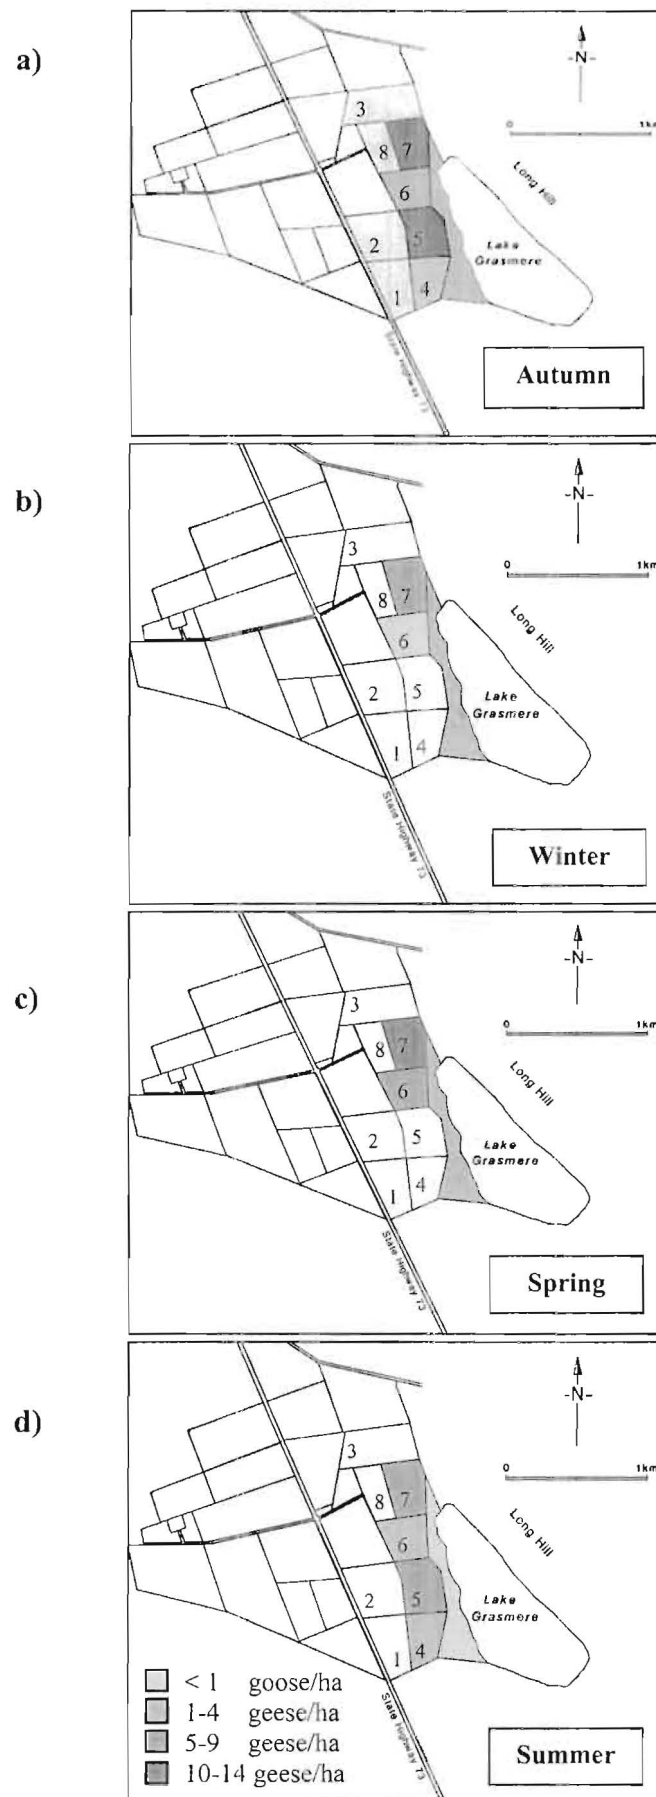 a)
-N-
3
0 1km
8 7
Long Hill
6
Lake
Grasmere
2 5
1 4
State Highway 73
Autumn
b)
-N-
3
0 1km
8 7
Long Hill
6
2 5
Lake
Grasmere
1 4
State Highway 73
Winter
c)
-N-
3
0 1km
8 7
Long Hill
6
2 5
Lake
Grasmere
1 4
State Highway 73
Spring
d)
-N-
3
0 1km
8 7
Long Hill
6
2 5
Lake
Grasmere
1 4
State Highway 73
< 1 goose/ha
1-4 geese/ha
5-9 geese/ha
10-14 geese/ha
Summer